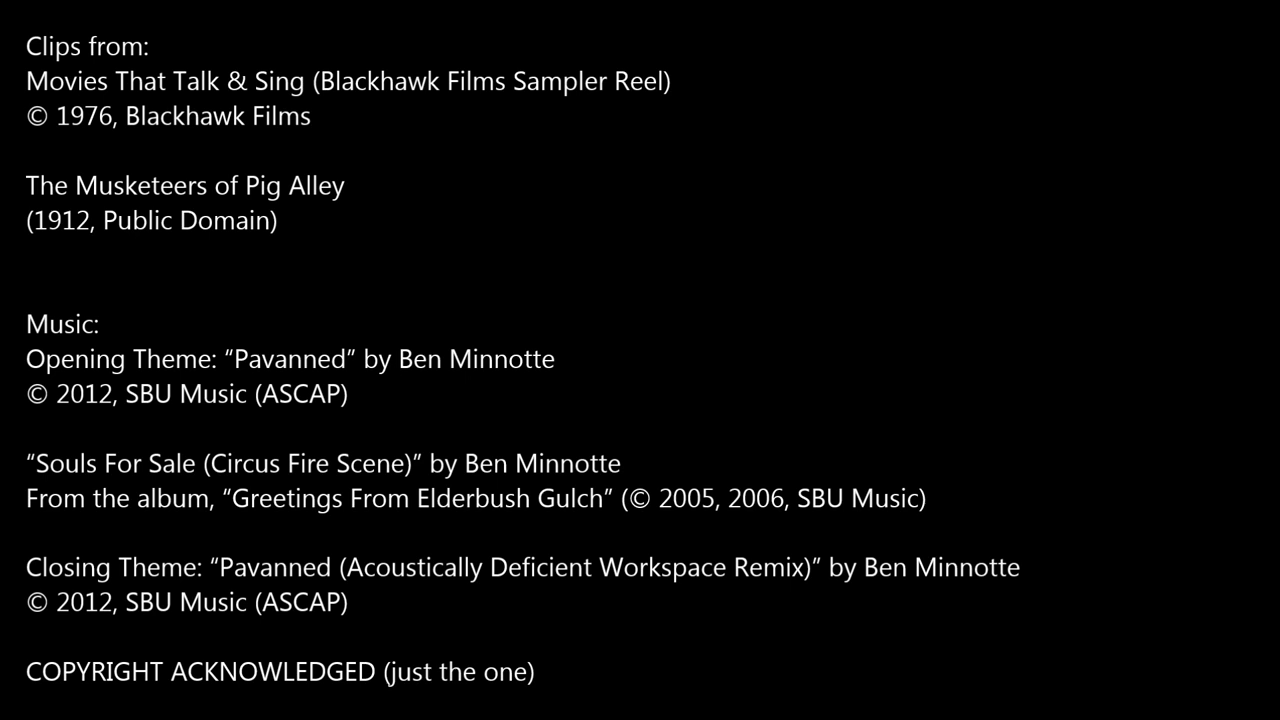 Clips from:
Movies That Talk & Sing (Blackhawk Films Sampler Reel)
© 1976, Blackhawk Films
The Musketeers of Pig Alley
(1912, Public Domain)
Music:
Opening Theme: “Pavanned” by Ben Minnotte
© 2012, SBU Music (ASCAP)
“Souls For Sale (Circus Fire Scene)” by Ben Minnotte
From the album, “Greetings From Elderbush Gulch” (© 2005, 2006, SBU Music)
Closing Theme: “Pavanned (Acoustically Deficient Workspace Remix)” by Ben Minnotte
© 2012, SBU Music (ASCAP)
COPYRIGHT ACKNOWLEDGED (just the one)